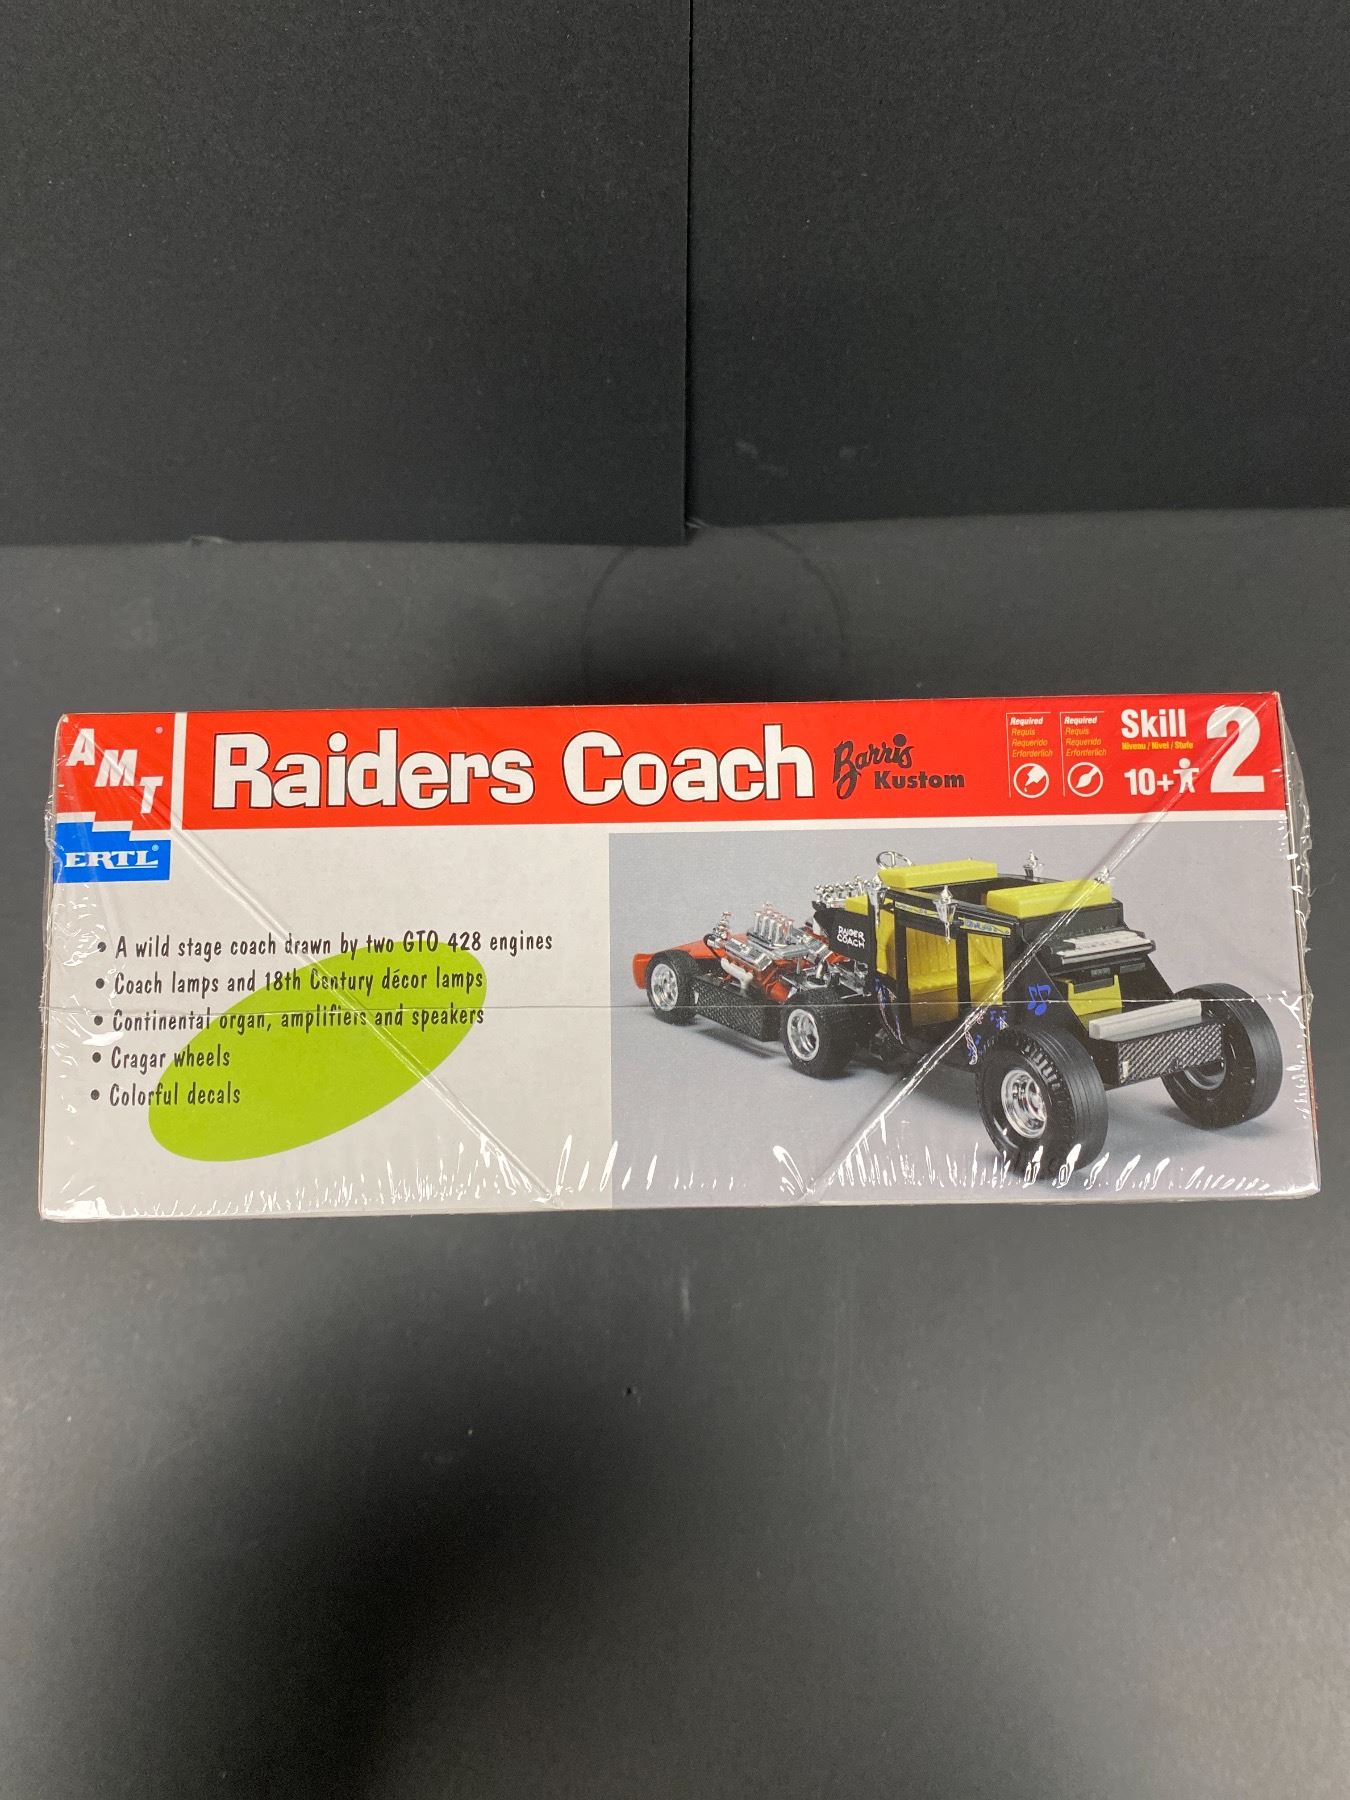 AMT®
ERTL®
Raiders Coach
Barris
Kustom
Required
Requis
Requerido
Erforderlich
Required
Requis
Requerido
Erforderlich
Skill 2
Niveau / Nivel / Stufe
10+
• A wild stage coach drawn by two GTO 428 engines
• Coach lamps and 18th Century décor lamps
• Continental organ, amplifiers and speakers
• Cragar wheels
• Colorful decals
RAIDER
COACH